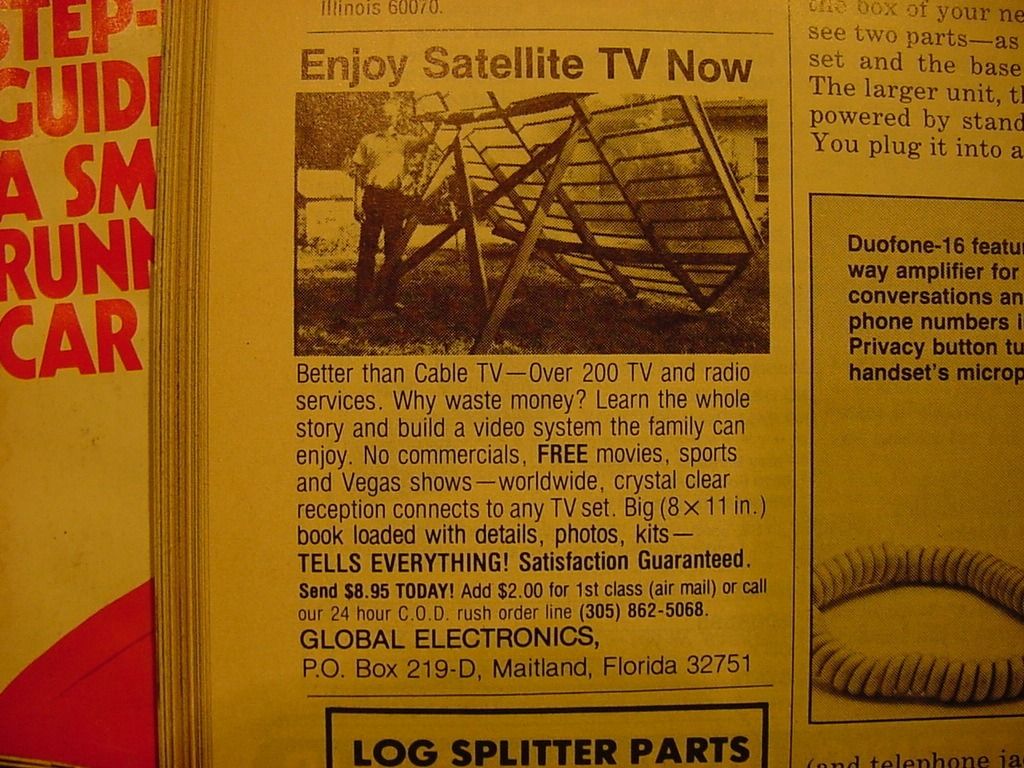 STEP-
GUID
A SM
RUNN
CAR
Illinois 60070.
Enjoy Satellite TV Now
Better than Cable TV—Over 200 TV and radio
services. Why waste money? Learn the whole
story and build a video system the family can
enjoy. No commercials, FREE movies, sports
and Vegas shows—worldwide, crystal clear
reception connects to any TV set. Big (8 × 11 in.)
book loaded with details, photos, kits—
TELLS EVERYTHING! Satisfaction Guaranteed.
Send $8.95 TODAY! Add $2.00 for 1st class (air mail) or call
our 24 hour C.O.D. rush order line (305) 862-5068.
GLOBAL ELECTRONICS,
P.O. Box 219-D, Maitland, Florida 32751
LOG SPLITTER PARTS
the box of your ne
see two parts—as
set and the base
The larger unit, t
powered by stand
You plug it into a
Duofone-16 featu
way amplifier for
conversations an
phone numbers i
Privacy button tu
handset's microp
(and telephone ja